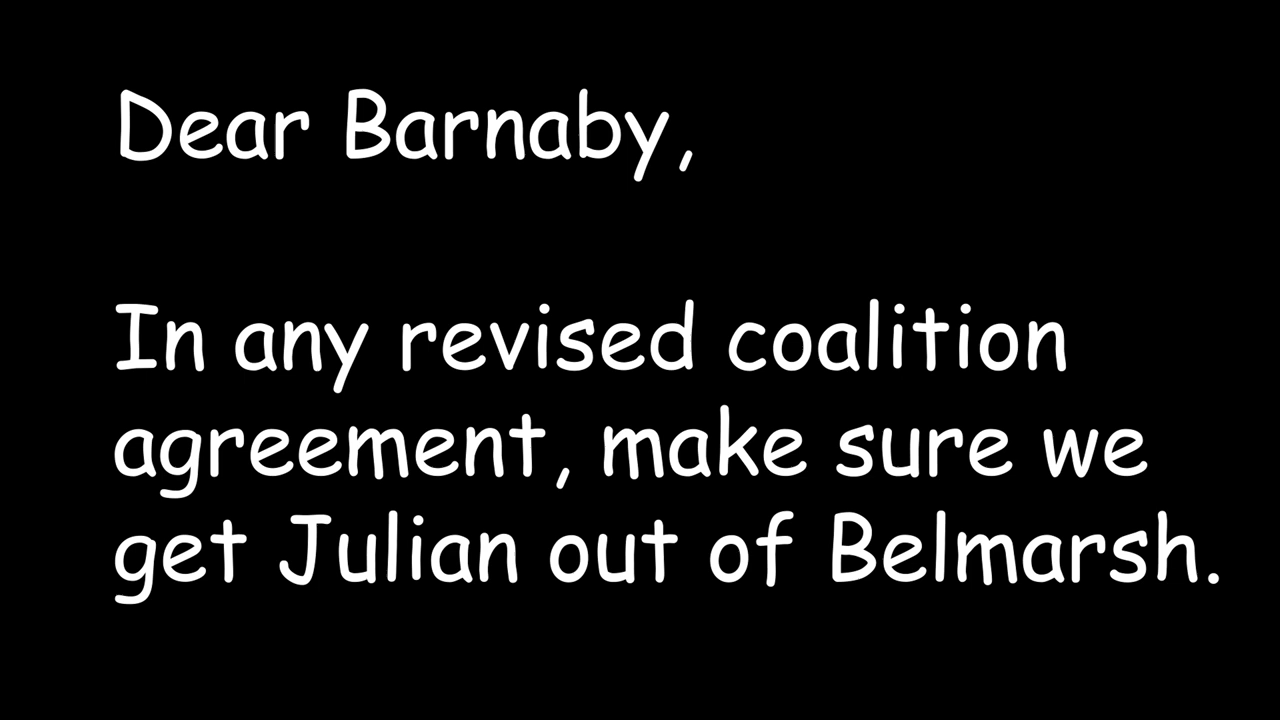 Dear Barnaby,
In any revised coalition
agreement, make sure we
get Julian out of Belmarsh.